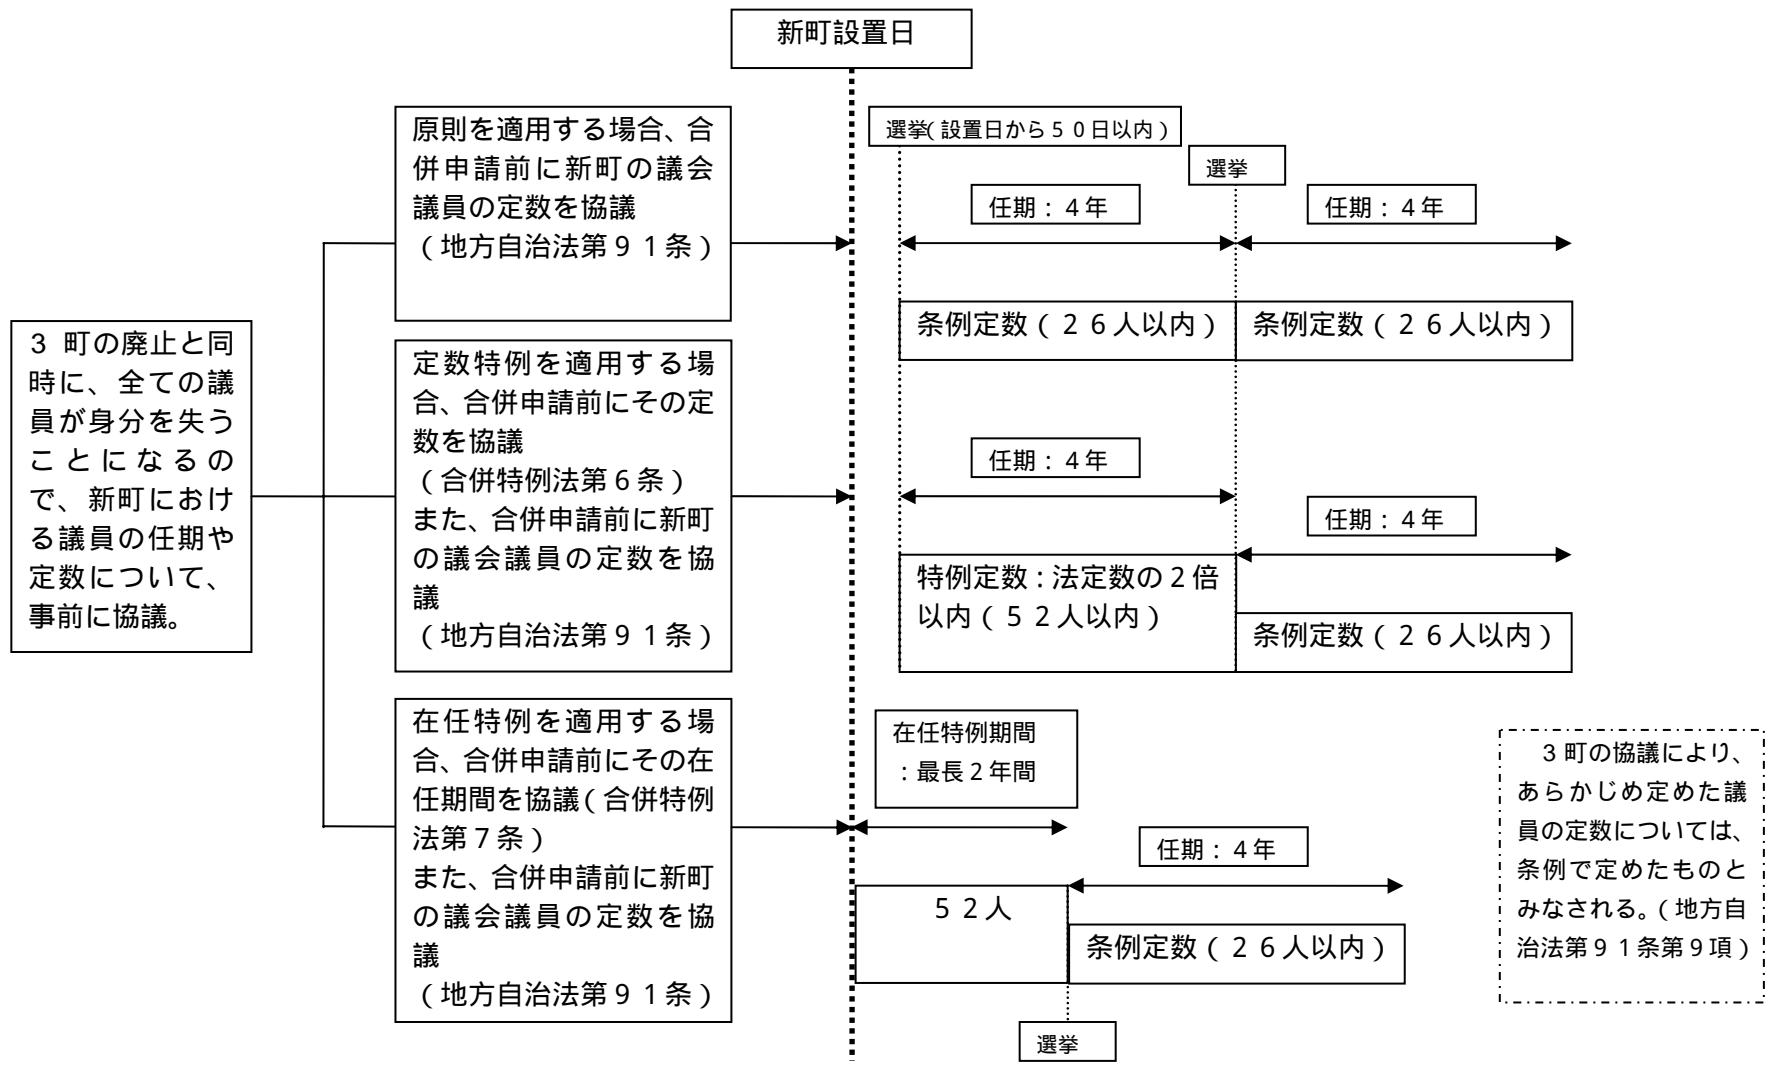 新町設置日
3 町の廃止と同
時に、全ての議
員が身分を失う
ことになるの
で、新町におけ
る議員の任期や
定数について、
事前に協議。
原則を適用する場合、合
併申請前に新町の議会
議員の定数を協議
(地方自治法第91条)
選挙(設置日から50日以内)
選挙
任期:4年
任期:4年
条例定数(26人以内)
条例定数(26人以内)
定数特例を適用する場
合、合併申請前にその定
数を協議
(合併特例法第6条)
また、合併申請前に新町
の議会議員の定数を協
議
(地方自治法第91条)
任期:4年
任期:4年
特例定数:法定数の2倍
以内(52人以内)
条例定数(26人以内)
在任特例を適用する場
合、合併申請前にその在
任期間を協議(合併特例
法第7条)
また、合併申請前に新町
の議会議員の定数を協
議
(地方自治法第91条)
在任特例期間
:最長2年間
任期:4年
52人
条例定数(26人以内)
選挙
3町の協議により、
あらかじめ定めた議
員の定数については、
条例で定めたものと
みなされる。(地方自
治法第91条第9項)